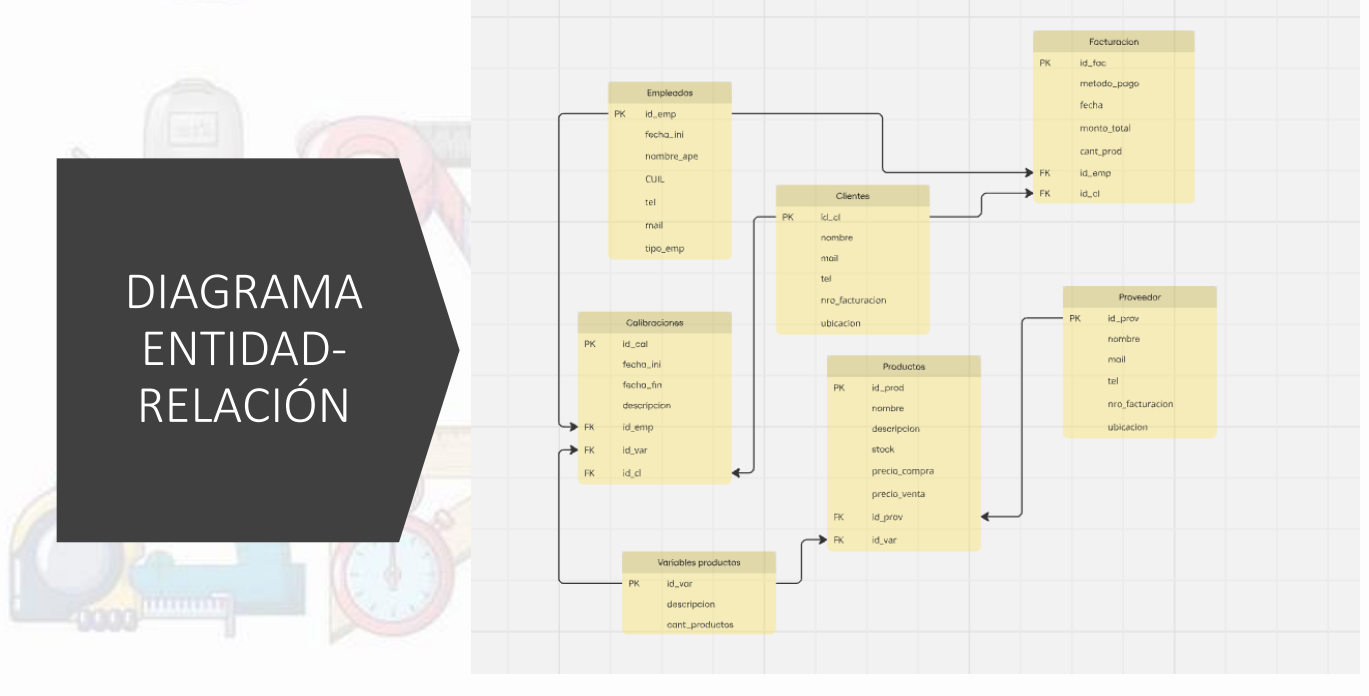 DIAGRAMA
ENTIDAD-
RELACIÓN
Empleados
PK id_emp
fecha_ini
nombre_ape
CUIL
tel
mail
tipo_emp
Facturacion
PK id_fac
metodo_pago
fecha
monto_total
cant_prod
FK id_emp
FK id_cl
Clientes
PK id_cl
nombre
mail
tel
nro_facturacion
ubicacion
Calibraciones
PK id_cal
fecha_ini
fecha_fin
descripcion
FK id_emp
FK id_var
FK id_cl
Proveedor
PK id_prov
nombre
mail
tel
nro_facturacion
ubicacion
Productos
PK id_prod
nombre
descripcion
stock
precio_compra
precio_venta
FK id_prov
FK id_var
Variables productos
PK id_var
descripcion
cant_productos